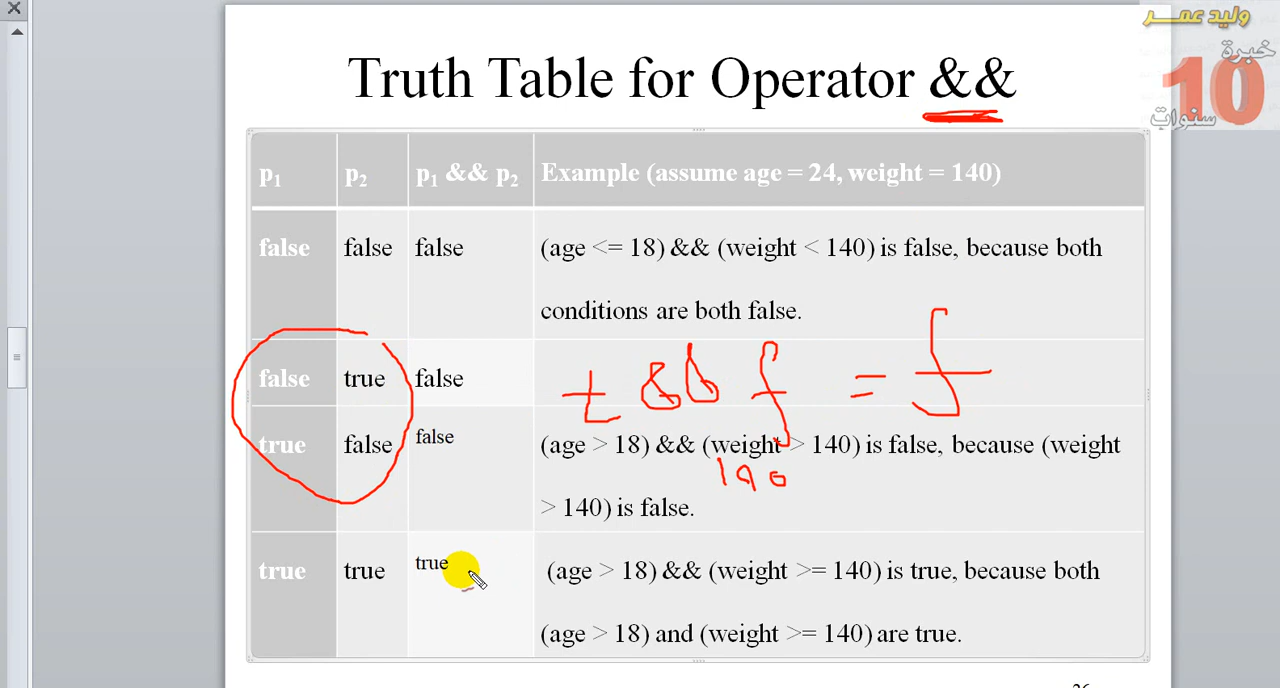 وليد عمر
خبرة
10
سنوات
Truth Table for Operator &&
p1 p2 p1 && p2 Example (assume age = 24, weight = 140)
false false false (age <= 18) && (weight < 140) is false, because both
conditions are both false.
false true false t && f = f
true false false (age > 18) && (weight > 140) is false, because (weight
190
> 140) is false.
true true true (age > 18) && (weight >= 140) is true, because both
(age > 18) and (weight >= 140) are true.